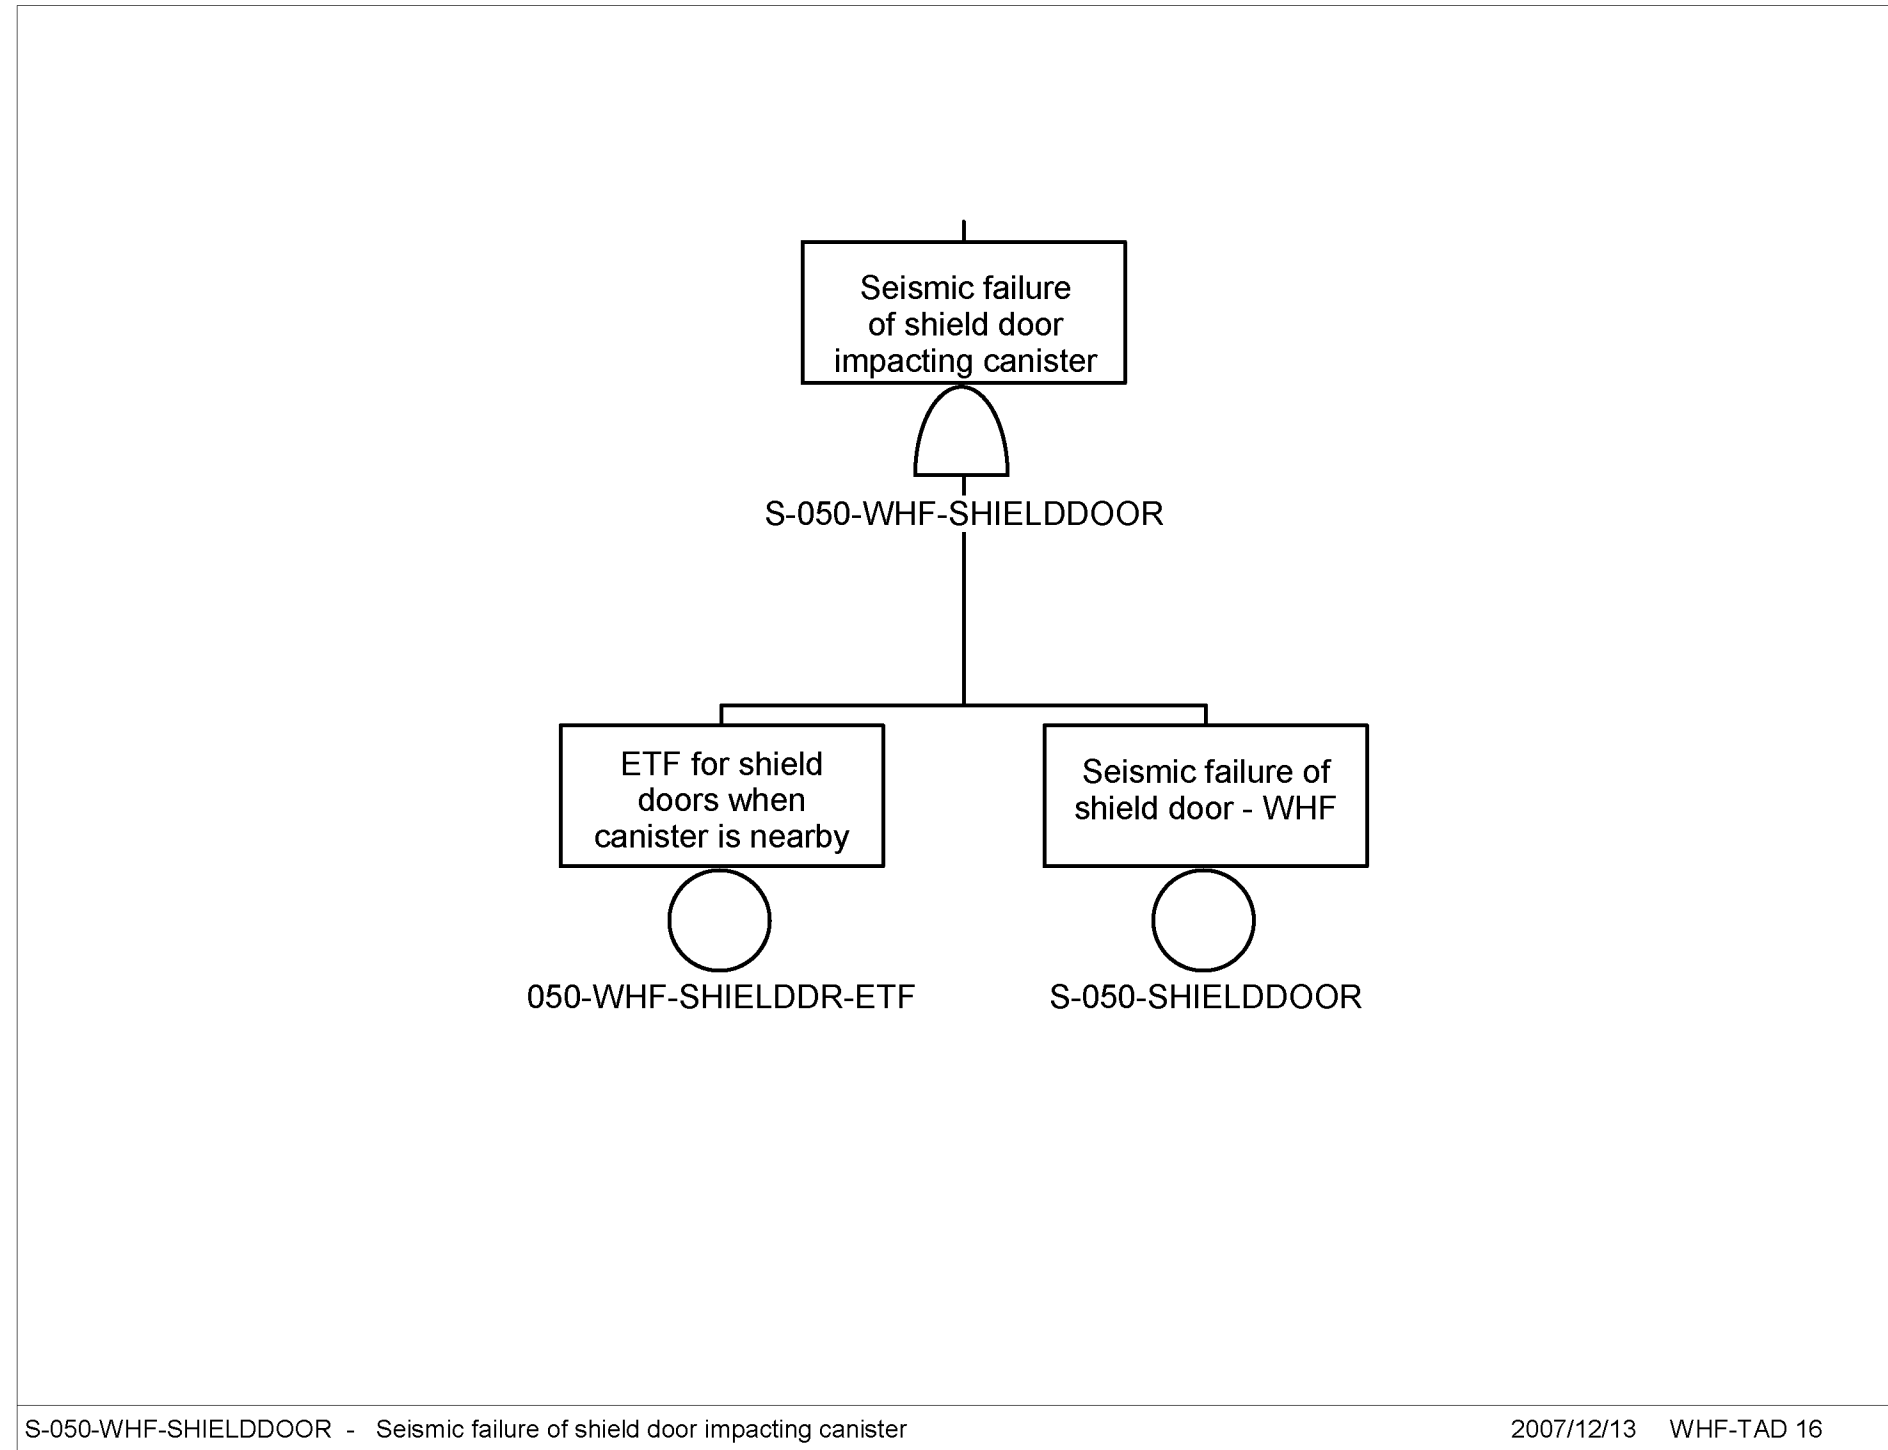 Seismic failure
of shield door
impacting canister
S-050-WHF-SHIELDDOOR
ETF for shield
doors when
canister is nearby
050-WHF-SHIELDDR-ETF
Seismic failure of
shield door - WHF
S-050-SHIELDDOOR
S-050-WHF-SHIELDDOOR - Seismic failure of shield door impacting canister
2007/12/13 WHF-TAD 16